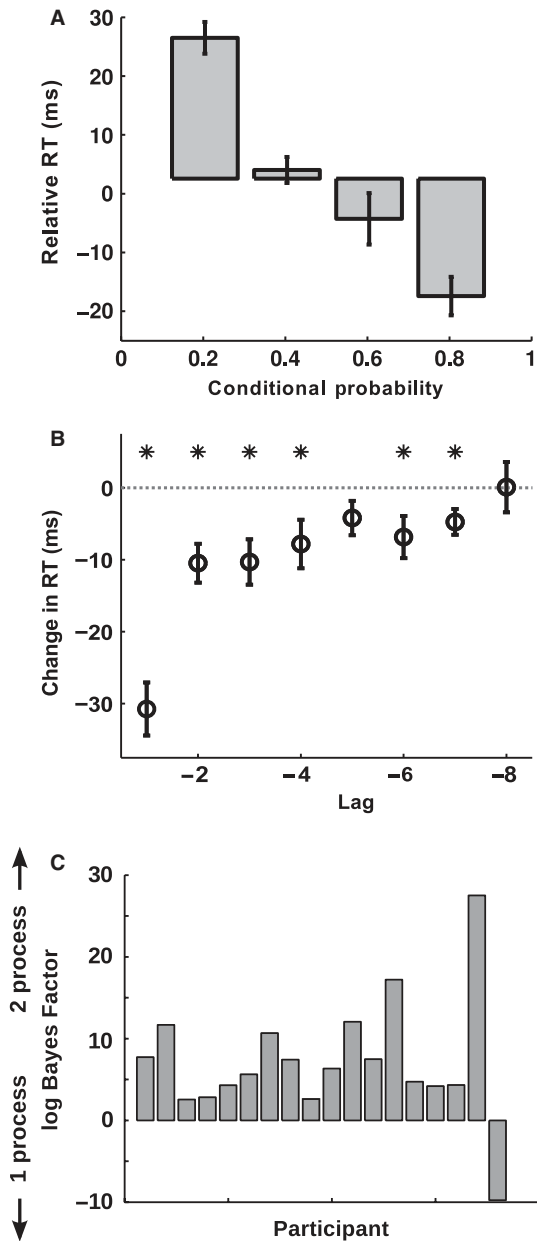 A
Relative RT (ms)
30
20
10
0
−10
−20
0
0.2
0.4
0.6
0.8
1
Conditional probability
B
Change in RT (ms)
0
−10
−20
−30
* * * * * *
−2
−4
−6
−8
Lag
C
1 process
2 process
log Bayes Factor
30
20
10
0
−10
Participant